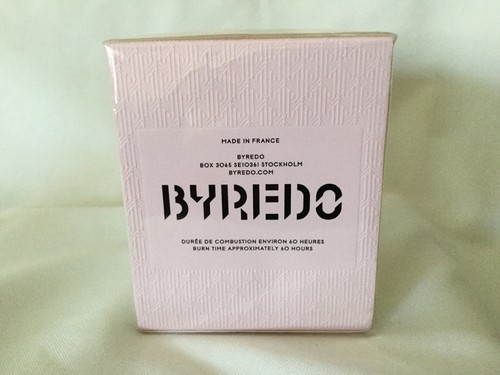 MADE IN FRANCE
BYREDO
BOX 3065 SE10361 STOCKHOLM
BYREDO.COM
BYREDO
DURÉE DE COMBUSTION ENVIRON 60 HEURES
BURN TIME APPROXIMATELY 60 HOURS